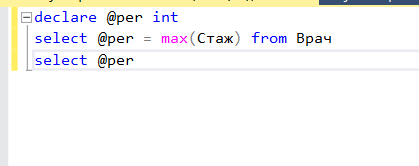 declare @per int
select @per = max(Стаж) from Врач
select @per